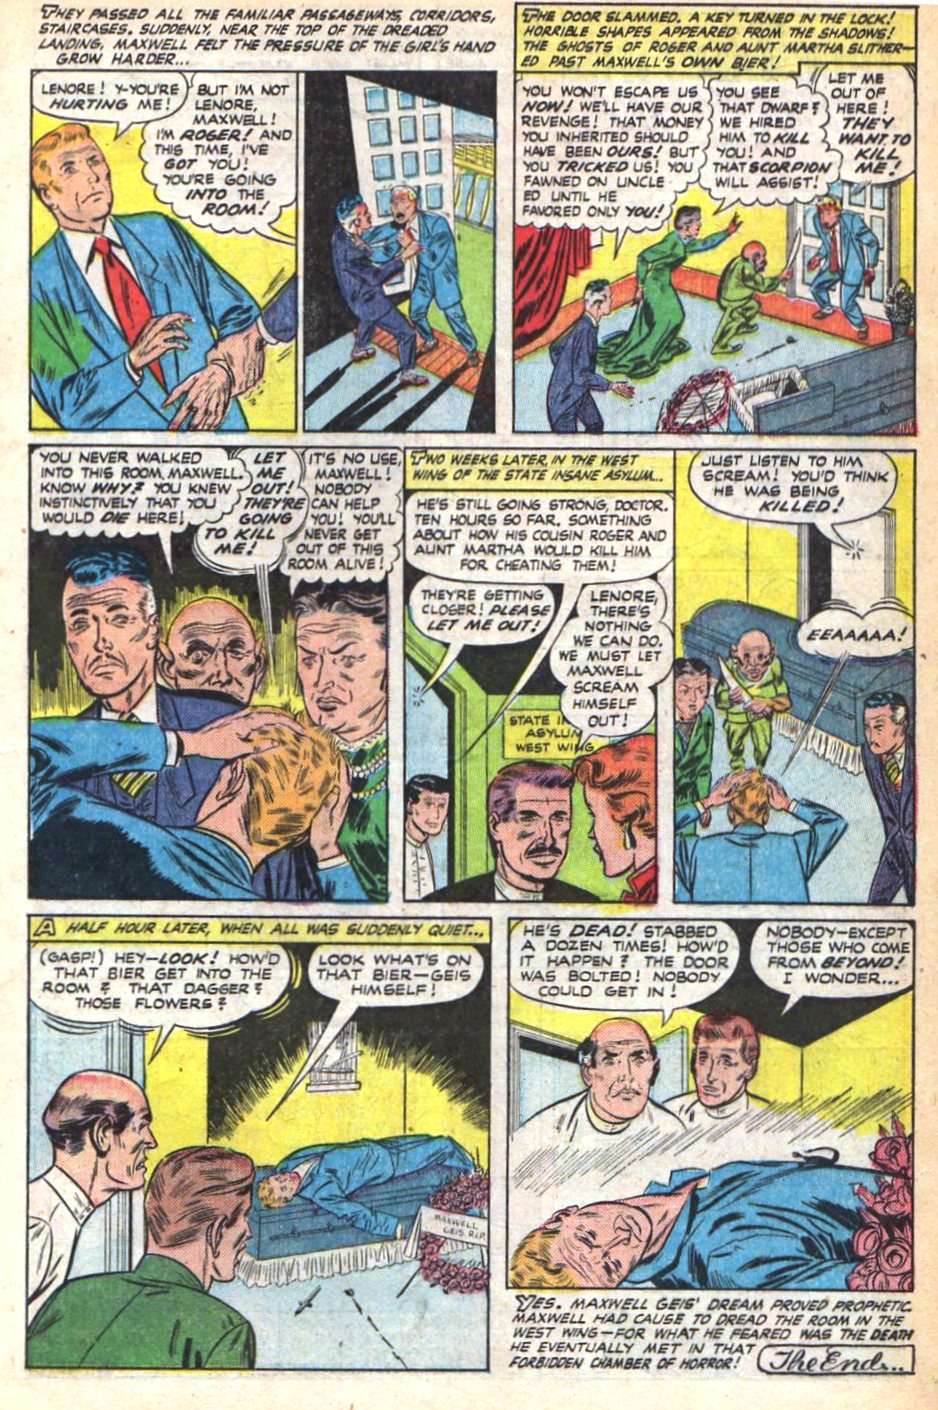 THEY PASSED ALL THE FAMILIAR PASSAGEWAYS, CORRIDORS,
STAIRCASES. SUDDENLY, NEAR THE TOP OF THE DREADED
LANDING, MAXWELL FELT THE PRESSURE OF THE GIRL'S HAND
GROW HARDER...
LENORE! Y-YOU'RE
HURTING ME!
BUT I'M NOT
LENORE,
MAXWELL!
I'M ROGER! AND
THIS TIME, I'VE
GOT YOU!
YOU'RE GOING
INTO THE
ROOM!
THE DOOR SLAMMED. A KEY TURNED IN THE LOCK!
HORRIBLE SHAPES APPEARED FROM THE SHADOWS!
THE GHOSTS OF ROGER AND AUNT MARTHA SLITHER-
ED PAST MAXWELL'S OWN BIER!
YOU WON'T ESCAPE US
NOW! WE'LL HAVE OUR
REVENGE! THAT MONEY
YOU INHERITED SHOULD
HAVE BEEN OURS! BUT
YOU TRICKED US! YOU
FAWNED ON UNCLE
ED UNTIL HE
FAVORED ONLY YOU!
YOU SEE
THAT DWARF?
WE HIRED
HIM TO KILL
YOU! AND
THAT SCORPION
WILL ASSIST!
LET ME
OUT OF
HERE!
THEY
WANT TO
KILL
ME!
YOU NEVER WALKED
INTO THIS ROOM, MAXWELL.
KNOW WHY? YOU KNEW
INSTINCTIVELY THAT YOU
WOULD DIE HERE!
LET
ME
OUT!
THEY'RE
GOING
TO KILL
ME!
IT'S NO USE,
MAXWELL!
NOBODY
CAN HELP
YOU! YOU'LL
NEVER GET
OUT OF THIS
ROOM ALIVE!
TWO WEEKS LATER, IN THE WEST
WING OF THE STATE INSANE ASYLUM...
HE'S STILL GOING STRONG, DOCTOR.
TEN HOURS SO FAR. SOMETHING
ABOUT HOW HIS COUSIN ROGER AND
AUNT MARTHA WOULD KILL HIM
FOR CHEATING THEM!
THEY'RE GETTING
CLOSER! PLEASE
LET ME OUT!
LENORE,
THERE'S
NOTHING
WE CAN DO.
WE MUST LET
MAXWELL
SCREAM
HIMSELF
OUT!
STATE IN
ASYLUM
WEST WING
JUST LISTEN TO HIM
SCREAM! YOU'D THINK
HE WAS BEING
KILLED!
EEAAAAA!
A HALF HOUR LATER, WHEN ALL WAS SUDDENLY QUIET...
(GASP!) HEY-LOOK! HOW'D
THAT BIER GET INTO THE
ROOM? THAT DAGGER?
THOSE FLOWERS?
LOOK WHAT'S ON
THAT BIER-GEIS
HIMSELF!
MAXWELL
GEIS R.I.P.
HE'S DEAD! STABBED
A DOZEN TIMES! HOW'D
IT HAPPEN? THE DOOR
WAS BOLTED! NOBODY
COULD GET IN!
NOBODY-EXCEPT
THOSE WHO COME
FROM BEYOND!
I WONDER...
YES. MAXWELL GEIS' DREAM PROVED PROPHETIC.
MAXWELL HAD CAUSE TO DREAD THE ROOM IN THE
WEST WING-FOR WHAT HE FEARED WAS THE DEATH
HE EVENTUALLY MET IN THAT
FORBIDDEN CHAMBER OF HORROR!
The End...